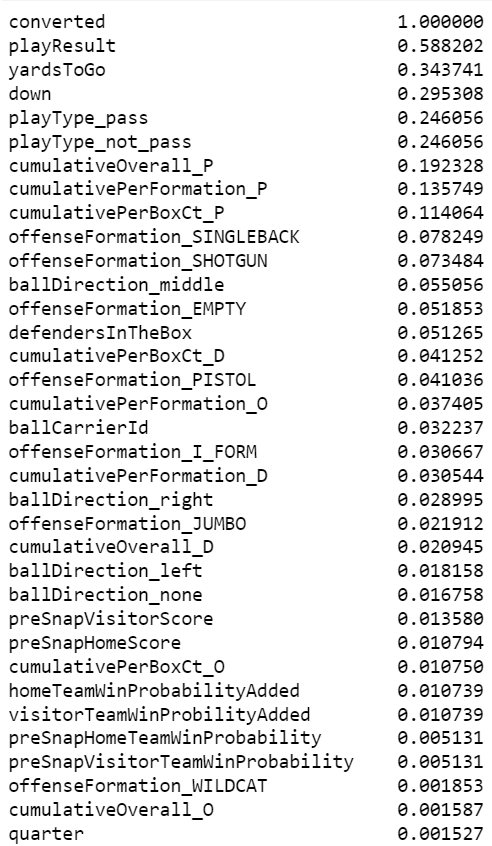 converted 1.000000
playResult 0.588202
yardsToGo 0.343741
down 0.295308
playType_pass 0.246056
playType_not_pass 0.246056
cumulativeOverall_P 0.192328
cumulativePerFormation_P 0.135749
cumulativePerBoxCt_P 0.114064
offenseFormation_SINGLEBACK 0.078249
offenseFormation_SHOTGUN 0.073484
ballDirection_middle 0.055056
offenseFormation_EMPTY 0.051853
defendersInTheBox 0.051265
cumulativePerBoxCt_D 0.041252
offenseFormation_PISTOL 0.041036
cumulativePerFormation_O 0.037405
ballCarrierId 0.032237
offenseFormation_I_FORM 0.030667
cumulativePerFormation_D 0.030544
ballDirection_right 0.028995
offenseFormation_JUMBO 0.021912
cumulativeOverall_D 0.020945
ballDirection_left 0.018158
ballDirection_none 0.016758
preSnapVisitorScore 0.013580
preSnapHomeScore 0.010794
cumulativePerBoxCt_O 0.010750
homeTeamWinProbabilityAdded 0.010739
visitorTeamWinProbilityAdded 0.010739
preSnapHomeTeamWinProbability 0.005131
preSnapVisitorTeamWinProbability 0.005131
offenseFormation_WILDCAT 0.001853
cumulativeOverall_O 0.001587
quarter 0.001527